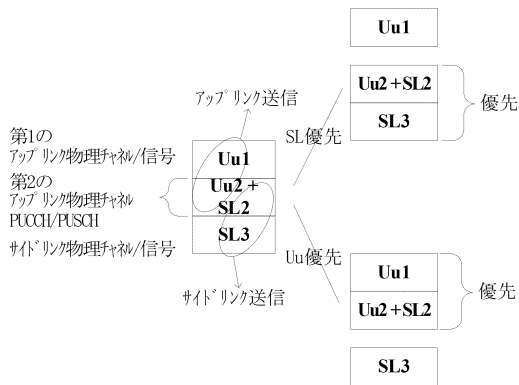 Uu1
Uu2+SL2
SL3
優先
アップリンク送信
SL優先
第1の
アップリンク物理チャネル/信号
第2の
アップリンク物理チャネル
PUCCH/PUSCH
サイドリンク物理チャネル/信号
Uu1
Uu2 +
SL2
SL3
サイドリンク送信
Uu優先
Uu1
Uu2+SL2
優先
SL3